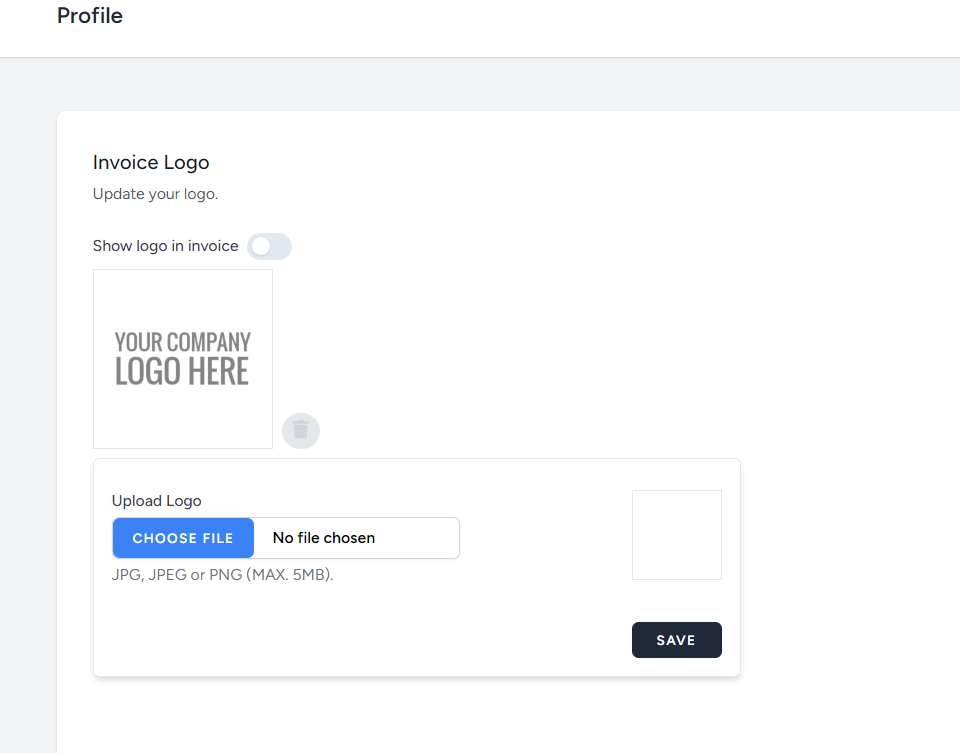 Profile
Invoice Logo
Update your logo.
Show logo in invoice
YOUR COMPANY
LOGO HERE
Upload Logo
CHOOSE FILE No file chosen
JPG, JPEG or PNG (MAX. 5MB).
SAVE